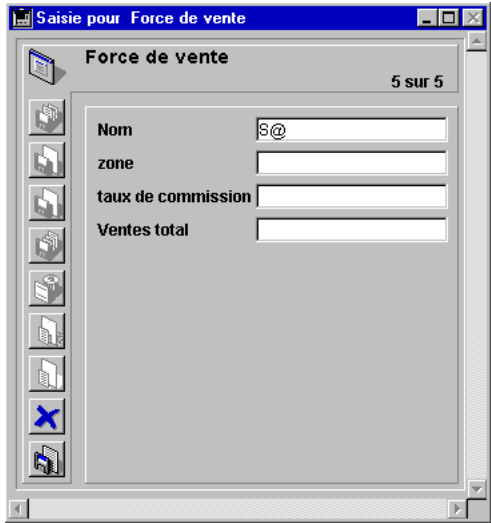 Saisie pour Force de vente
Force de vente
5 sur 5
Nom S@
zone
taux de commission
Ventes total